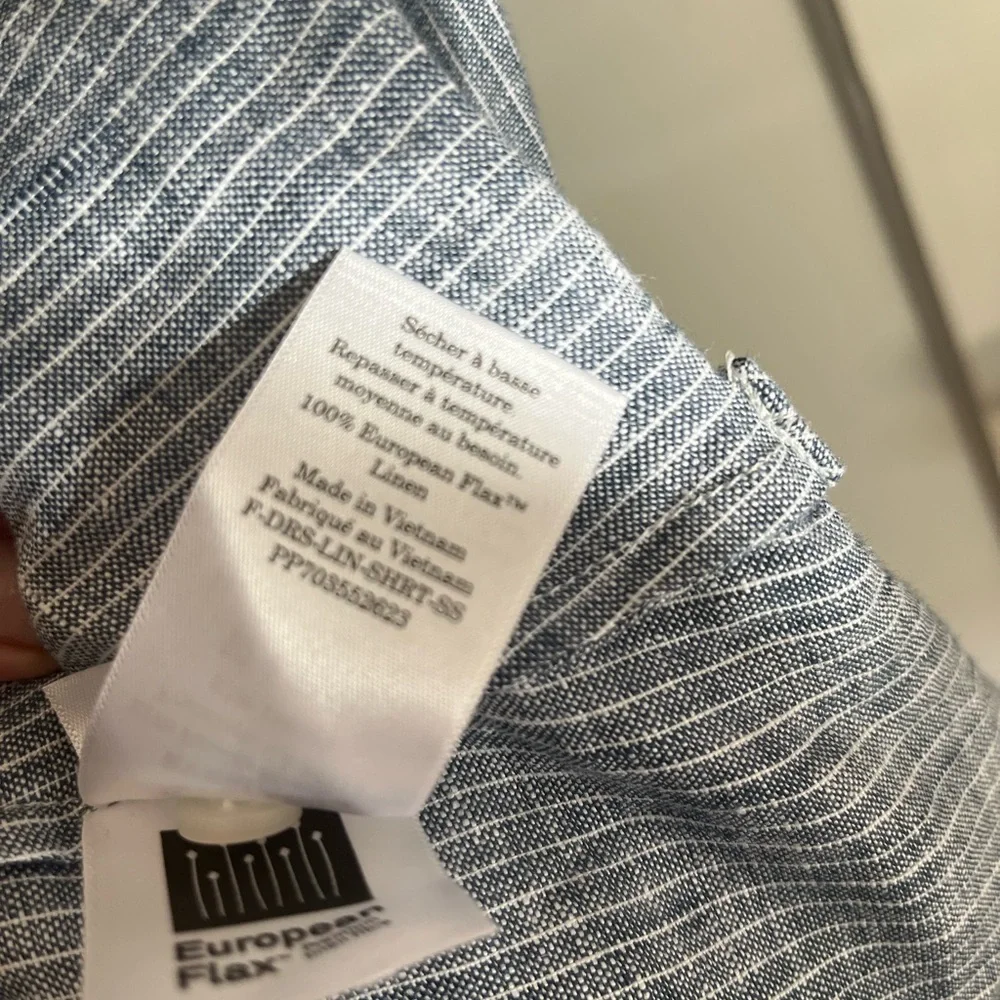 Sécher à basse
température
Repasser à température
moyenne au besoin.
100% European Flax™
Linen
Made in Vietnam
Fabriqué au Vietnam
F-DRS-LIN-SHRT-SS
PP703552623
European
Flax™